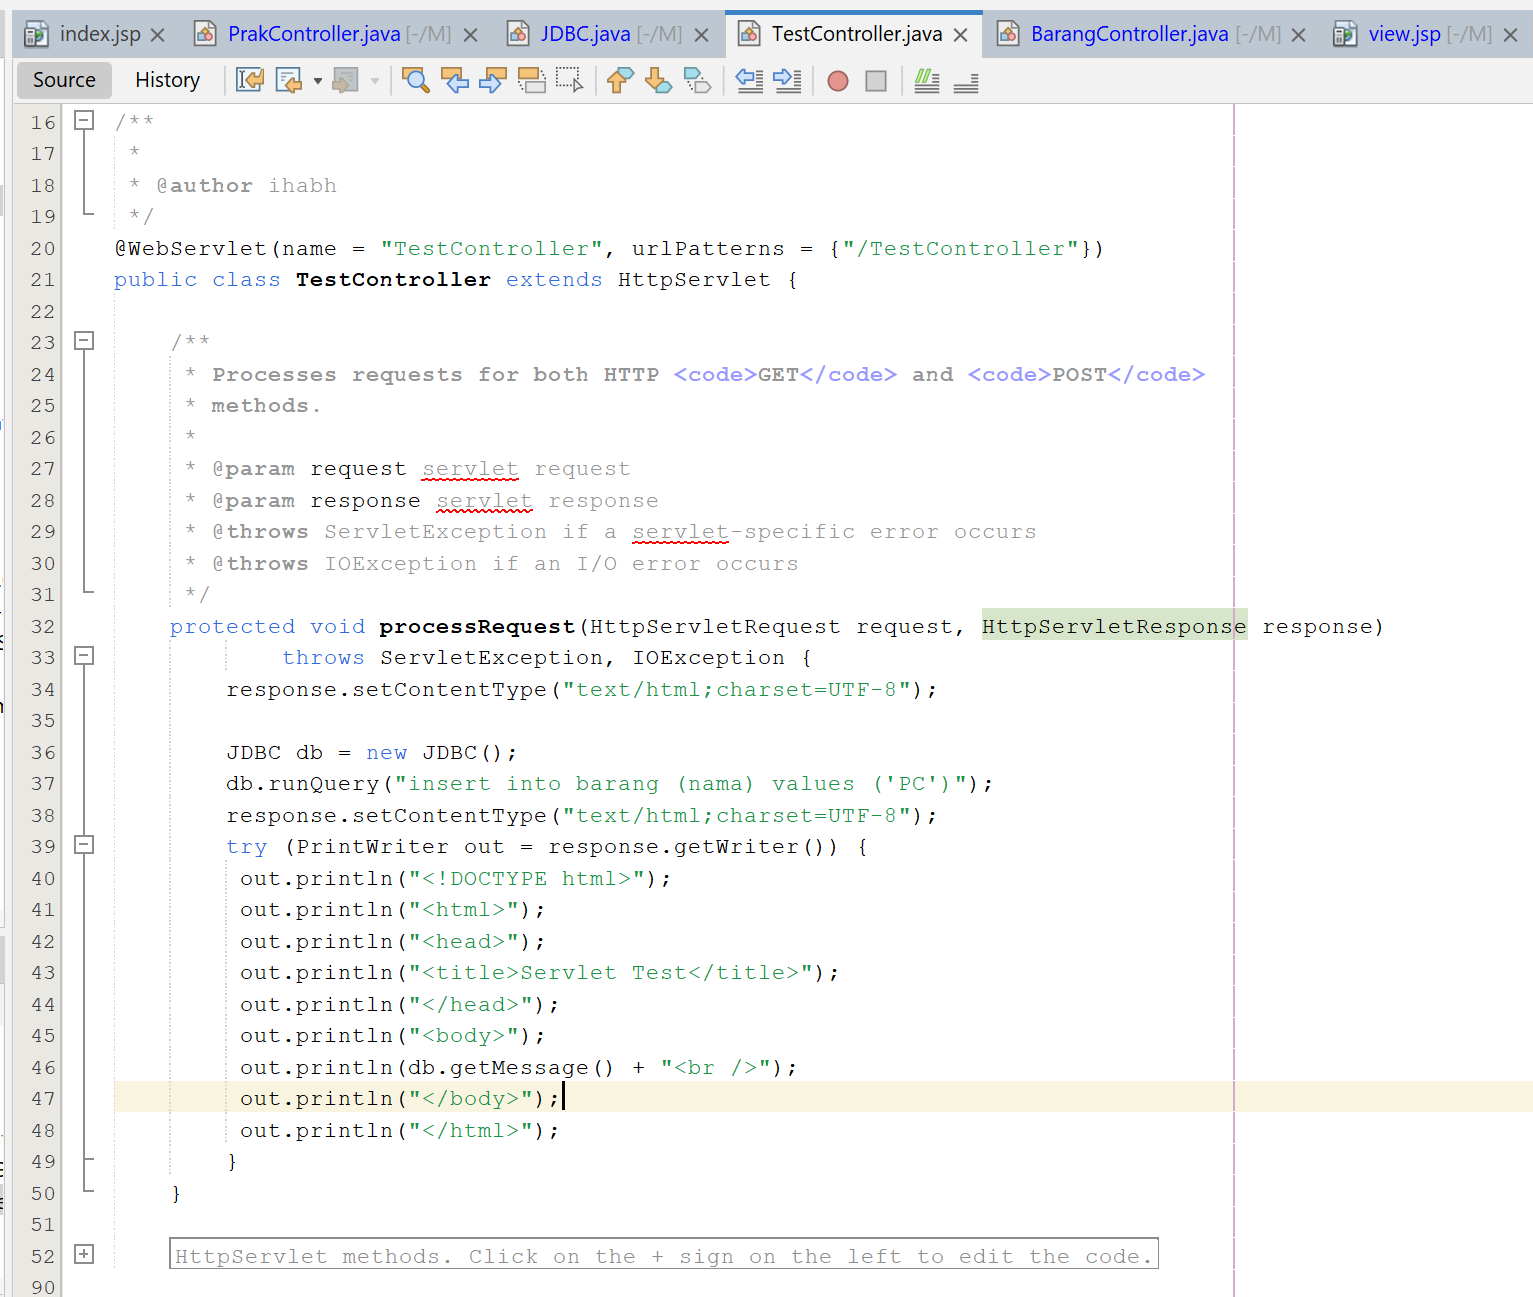 index.jsp PrakController.java [-/M] JDBC.java [-/M] TestController.java BarangController.java [-/M] view.jsp [-/M]
Source History
16 /**
17 *
18 * @author ihabh
19 */
20 @WebServlet(name = "TestController", urlPatterns = {"/TestController"})
21 public class TestController extends HttpServlet {
22
23 /**
24 * Processes requests for both HTTP <code>GET</code> and <code>POST</code>
25 * methods.
26 *
27 * @param request servlet request
28 * @param response servlet response
29 * @throws ServletException if a servlet-specific error occurs
30 * @throws IOException if an I/O error occurs
31 */
32 protected void processRequest(HttpServletRequest request, HttpServletResponse response)
33 throws ServletException, IOException {
34 response.setContentType("text/html;charset=UTF-8");
35
36 JDBC db = new JDBC();
37 db.runQuery("insert into barang (nama) values ('PC')");
38 response.setContentType("text/html;charset=UTF-8");
39 try (PrintWriter out = response.getWriter()) {
40 out.println("<!DOCTYPE html>");
41 out.println("<html>");
42 out.println("<head>");
43 out.println("<title>Servlet Test</title>");
44 out.println("</head>");
45 out.println("<body>");
46 out.println(db.getMessage() + "<br />");
47 out.println("</body>");
48 out.println("</html>");
49 }
50 }
51
52 HttpServlet methods. Click on the + sign on the left to edit the code.
90